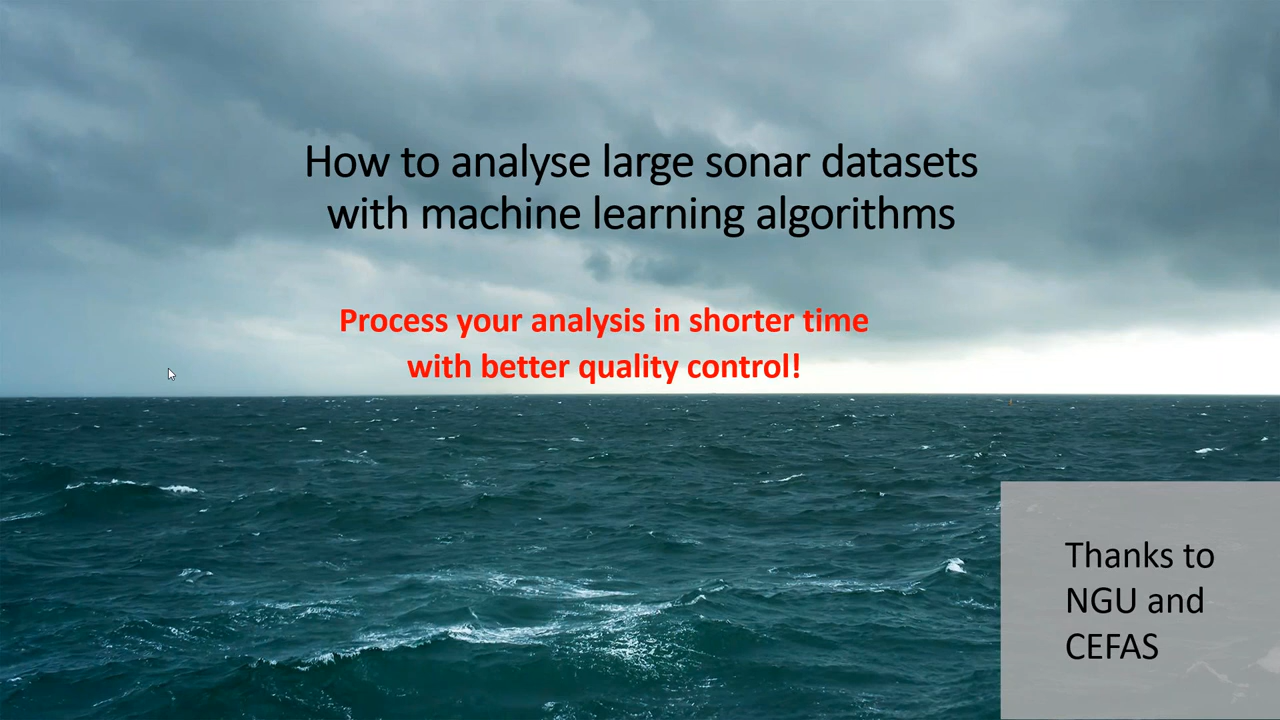 How to analyse large sonar datasets
with machine learning algorithms
Process your analysis in shorter time
with better quality control!
Thanks to
NGU and
CEFAS